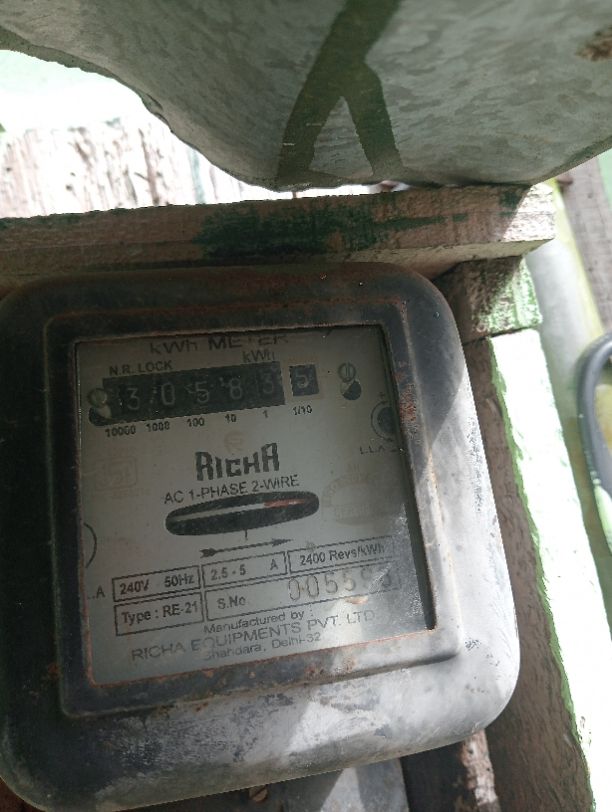 kWh METER
N.R. LOCK kWh
3 0 5 8 3 5
10000 1000 100 10 1 1/10
RICHA
AC 1-PHASE 2-WIRE
240V 50Hz 2.5 - 5 A 2400 Revs/kWh
Type : RE-21 S.No.
Manufactured by :
RICHA EQUIPMENTS PVT. LTD.
Shahdara, Delhi-32